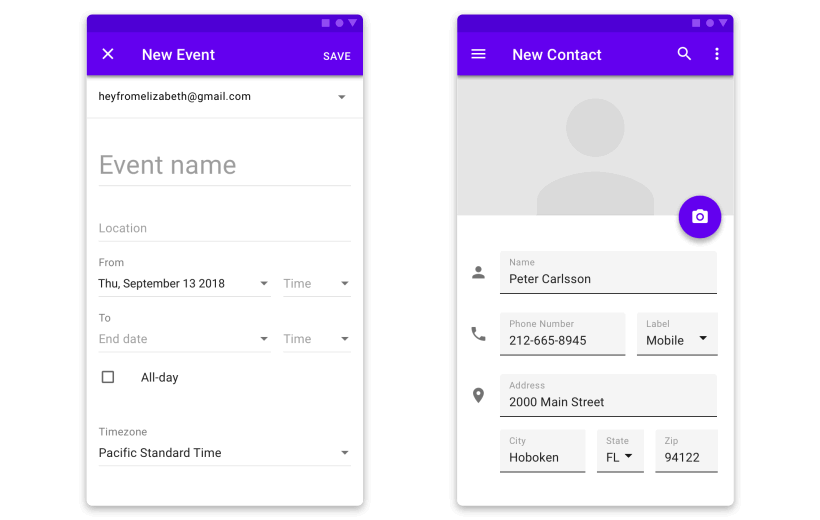 New Event
SAVE
heyfromelizabeth@gmail.com
Event name
Location
From
Thu, September 13 2018
Time
To
End date
Time
All-day
Timezone
Pacific Standard Time
New Contact
Name
Peter Carlsson
Phone Number
212-665-8945
Label
Mobile
Address
2000 Main Street
City
Hoboken
State
FL
Zip
94122